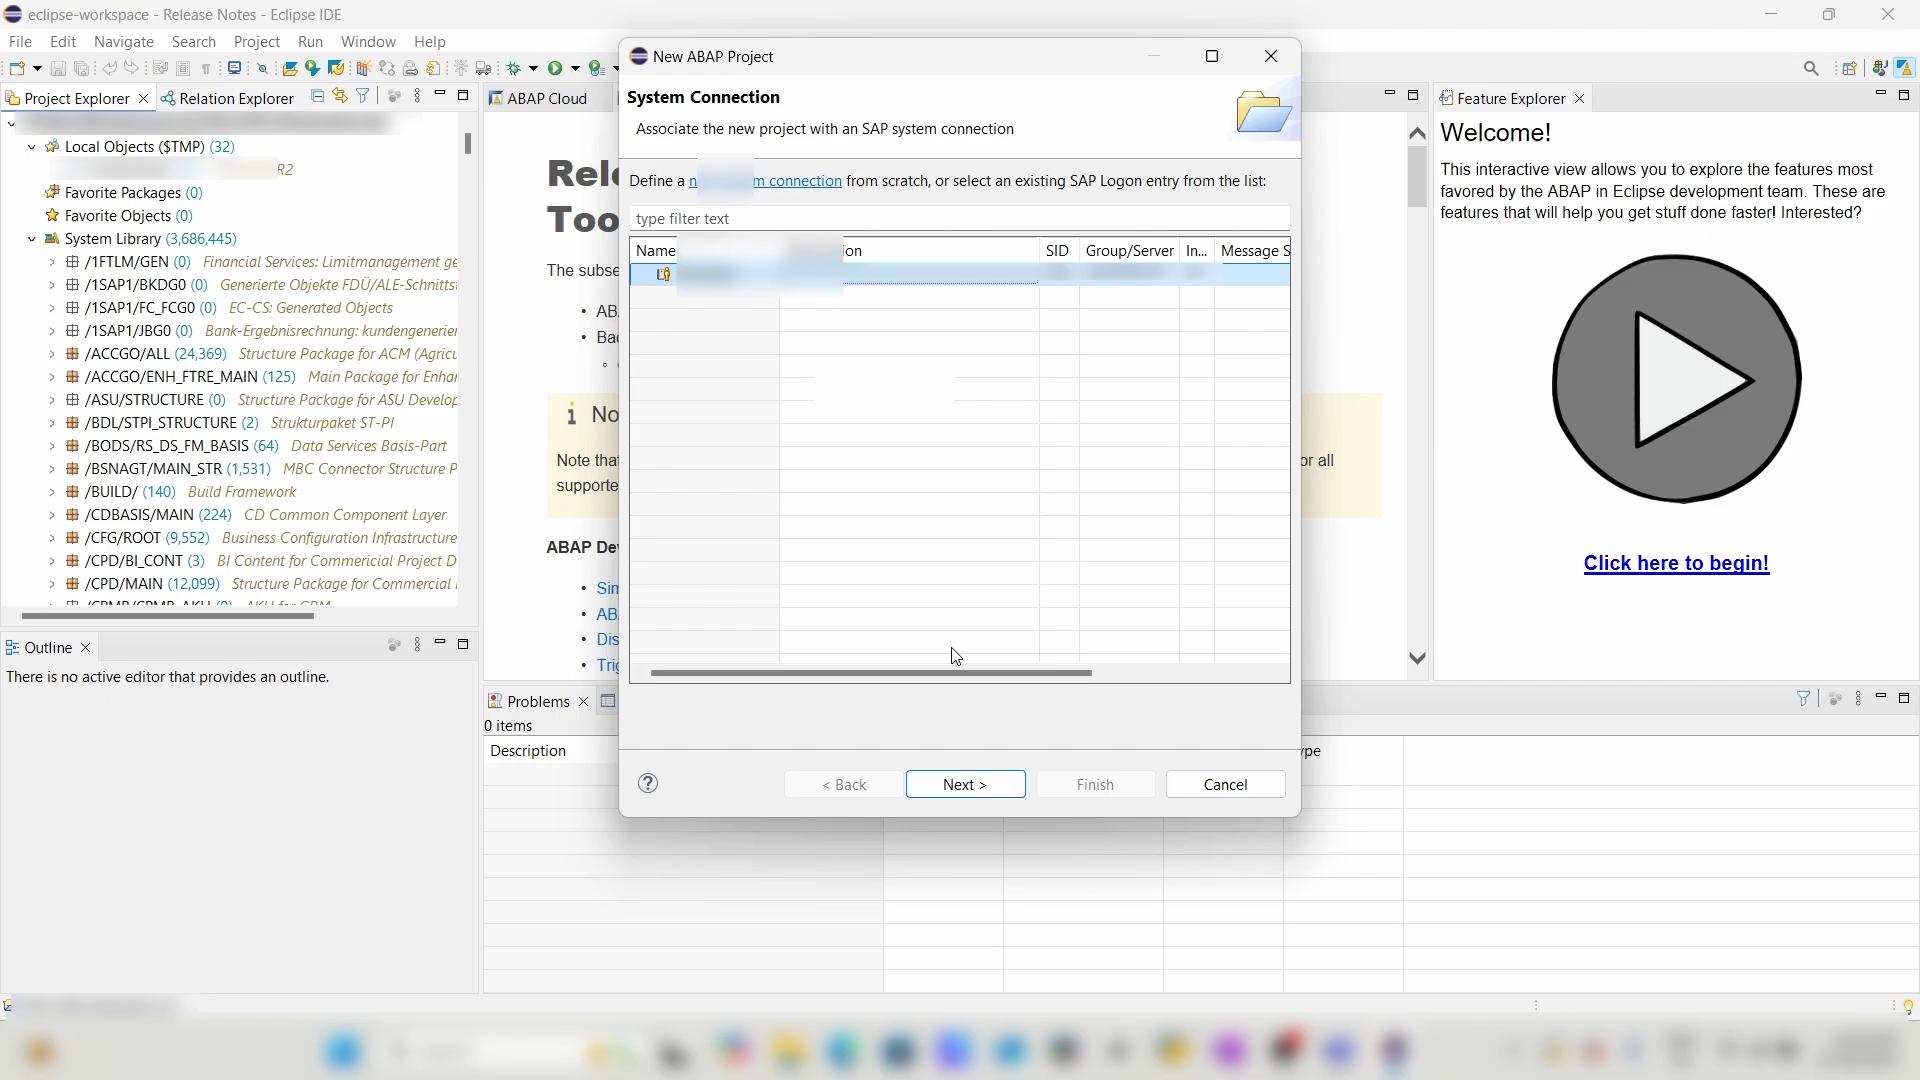 eclipse-workspace - Release Notes - Eclipse IDE
File Edit Navigate Search Project Run Window Help
Project Explorer Relation Explorer
Local Objects ($TMP) (32)
R2
Favorite Packages (0)
Favorite Objects (0)
System Library (3,686,445)
/1FTLM/GEN (0) Financial Services: Limitmanagement ge
/1SAP1/BKDG0 (0) Generierte Objekte FDÜ/ALE-Schnittst
/1SAP1/FC_FCG0 (0) EC-CS: Generated Objects
/1SAP1/JBG0 (0) Bank-Ergebnisrechnung: kundengenerier
/ACCGO/ALL (24,369) Structure Package for ACM (Agricu
/ACCGO/ENH_FTRE_MAIN (125) Main Package for Enhan
/ASU/STRUCTURE (0) Structure Package for ASU Develop
/BDL/STPI_STRUCTURE (2) Strukturpaket ST-PI
/BODS/RS_DS_FM_BASIS (64) Data Services Basis-Part
/BSNAGT/MAIN_STR (1,531) MBC Connector Structure P
/BUILD/ (140) Build Framework
/CDBASIS/MAIN (224) CD Common Component Layer
/CFG/ROOT (9,552) Business Configuration Infrastructure
/CPD/BI_CONT (3) BI Content for Commericial Project D
/CPD/MAIN (12,099) Structure Package for Commercial
Outline
There is no active editor that provides an outline.
ABAP Cloud
Rele
Too
The subse
AB
Bac
No
Note that
or all
supporte
ABAP De
Sim
AB
Dis
Trig
New ABAP Project
System Connection
Associate the new project with an SAP system connection
Define a n m connection from scratch, or select an existing SAP Logon entry from the list:
type filter text
Name ion SID Group/Server In... Message S
< Back Next > Finish Cancel
Problems
0 items
Description
ype
Feature Explorer
Welcome!
This interactive view allows you to explore the features most
favored by the ABAP in Eclipse development team. These are
features that will help you get stuff done faster! Interested?
Click here to begin!